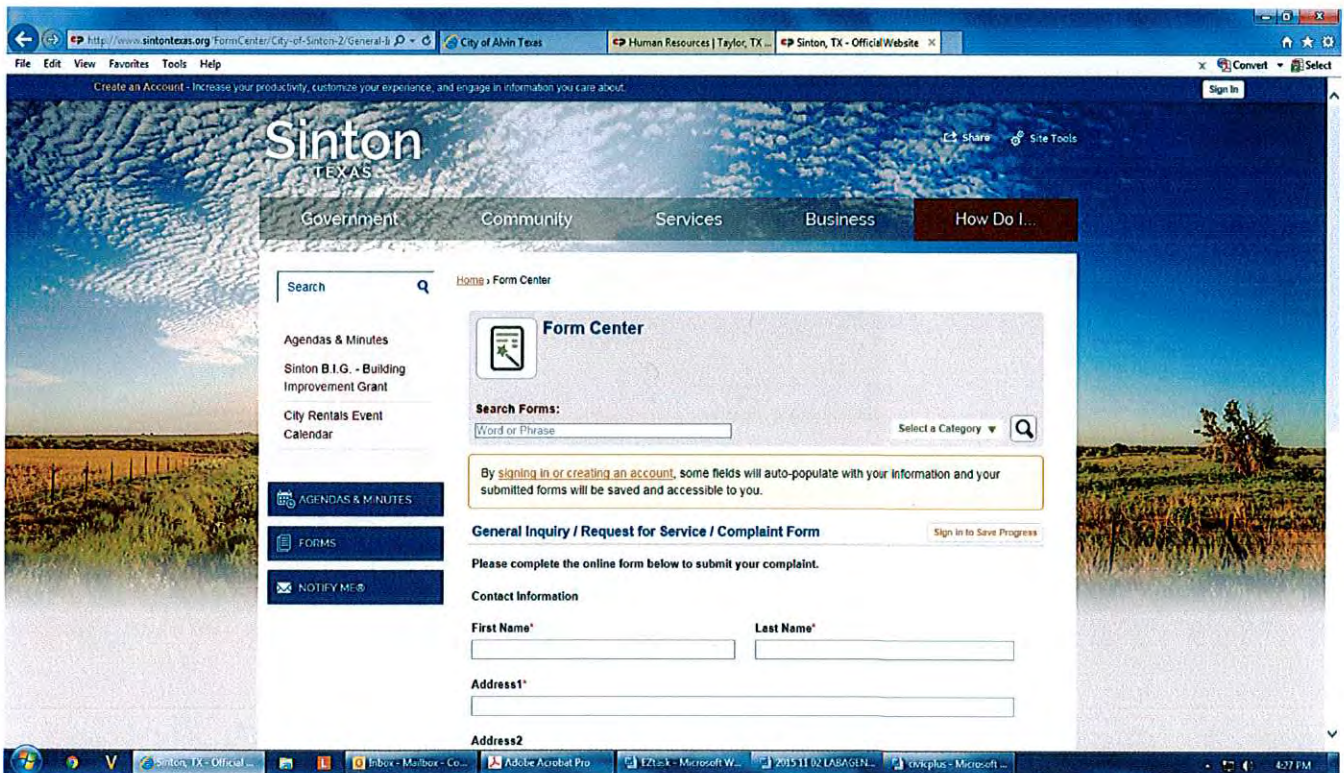 http://www.sintontexas.org/FormCenter/City-of-Sinton-2/General-I
City of Alvin Texas
Human Resources | Taylor, TX ...
Sinton, TX - Official Website
File Edit View Favorites Tools Help
Convert
Select
Create an Account - Increase your productivity, customize your experience, and engage in information you care about.
Sign In
Sinton
TEXAS
Share
Site Tools
Government
Community
Services
Business
How Do I...
Search
Home › Form Center
Form Center
Agendas & Minutes
Sinton B.I.G. - Building
Improvement Grant
City Rentals Event
Calendar
Search Forms:
Word or Phrase
Select a Category ▼
By signing in or creating an account, some fields will auto-populate with your information and your
submitted forms will be saved and accessible to you.
AGENDAS & MINUTES
FORMS
NOTIFY ME®
General Inquiry / Request for Service / Complaint Form
Sign in to Save Progress
Please complete the online form below to submit your complaint.
Contact Information
First Name*
Last Name*
Address1*
Address2
Sinton, TX - Official ...
Inbox - Mailbox - Co...
Adobe Acrobat Pro
EZtask - Microsoft W...
2015 11 02 LABAGEN...
civicplus - Microsoft ...
4:27 PM